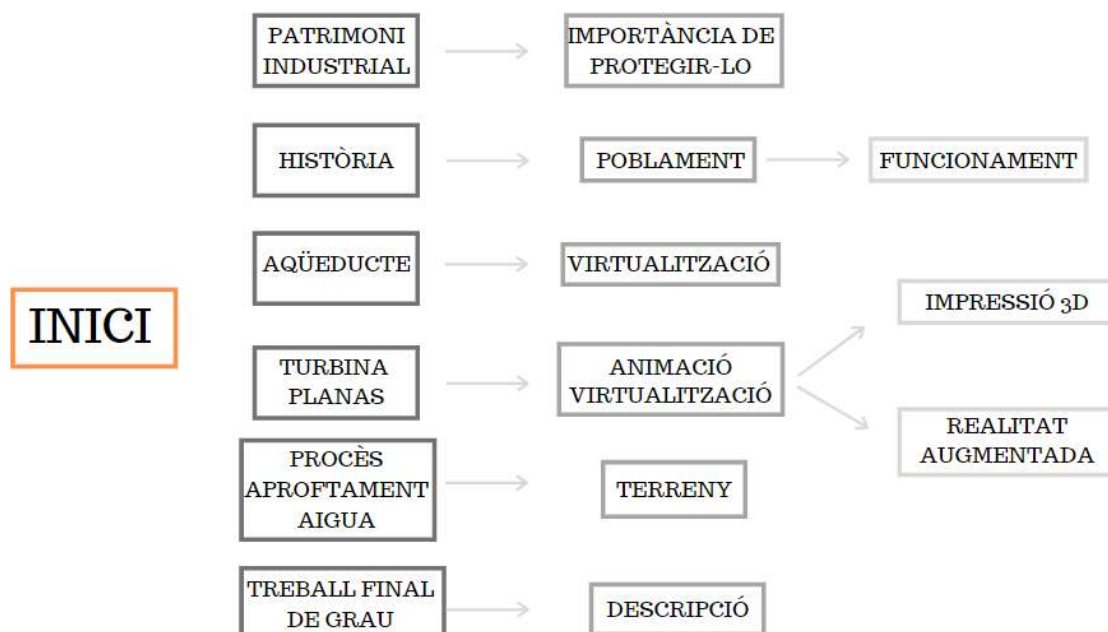 PATRIMONI
INDUSTRIAL
IMPORTÀNCIA DE
PROTEGIR-LO
HISTÒRIA
POBLAMENT
FUNCIONAMENT
AQÜEDUCTE
VIRTUALITZACIÓ
INICI
IMPRESSIÓ 3D
TURBINA
PLANAS
ANIMACIÓ
VIRTUALITZACIÓ
REALITAT
AUGMENTADA
PROCÈS
APROFTAMENT
AIGUA
TERRENY
TREBALL FINAL
DE GRAU
DESCRIPCIÓ